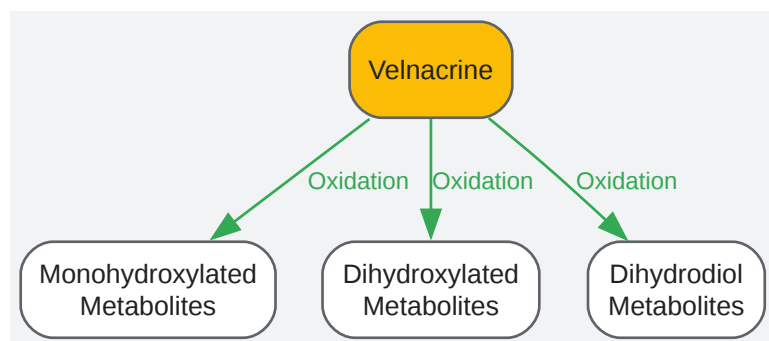 Velnacrine
Oxidation Oxidation Oxidation
Monohydroxylated
Metabolites
Dihydroxylated
Metabolites
Dihydrodiol
Metabolites